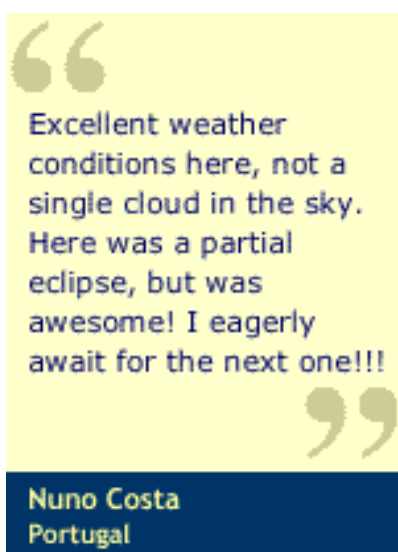 Excellent weather
conditions here, not a
single cloud in the sky.
Here was a partial
eclipse, but was
awesome! I eagerly
await for the next one!!!
Nuno Costa
Portugal